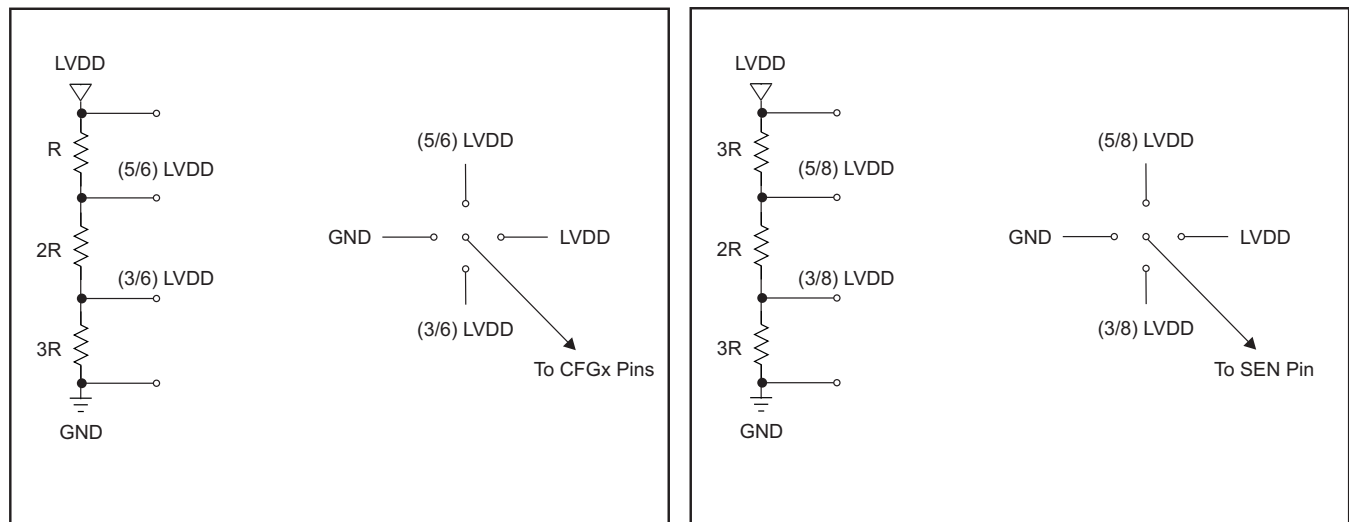 LVDD
R
(5/6) LVDD
2R
(3/6) LVDD
3R
GND
(5/6) LVDD
GND
LVDD
(3/6) LVDD
To CFGx Pins
LVDD
3R
(5/8) LVDD
2R
(3/8) LVDD
3R
GND
(5/8) LVDD
GND
LVDD
(3/8) LVDD
To SEN Pin